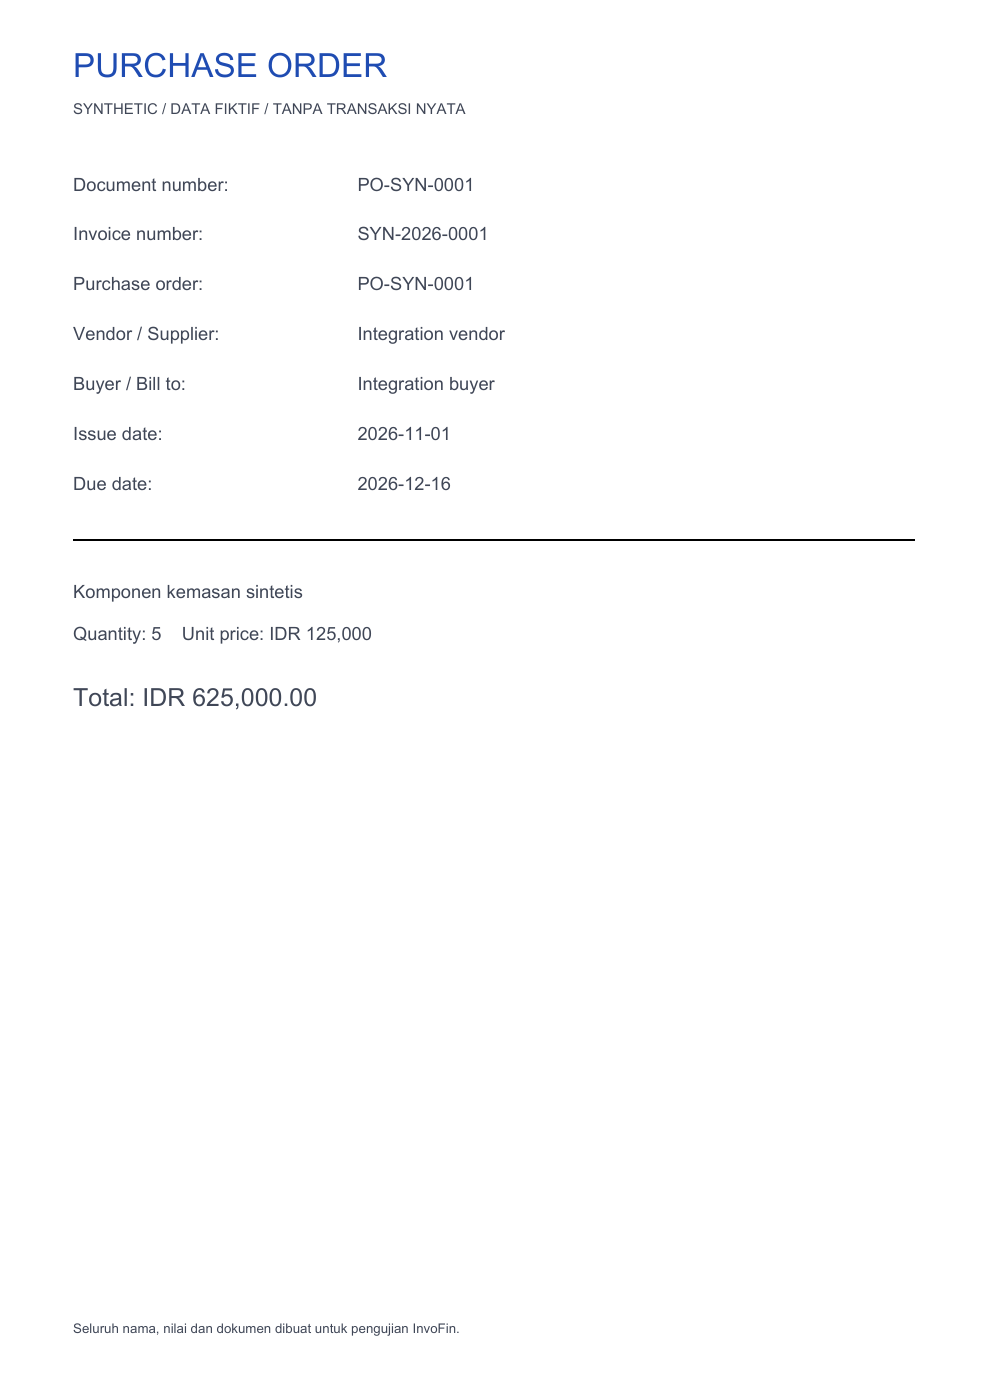 PURCHASE ORDER
SYNTHETIC / DATA FIKTIF / TANPA TRANSAKSI NYATA
Document number: PO-SYN-0001
Invoice number: SYN-2026-0001
Purchase order: PO-SYN-0001
Vendor / Supplier: Integration vendor
Buyer / Bill to: Integration buyer
Issue date: 2026-11-01
Due date: 2026-12-16
Komponen kemasan sintetis
Quantity: 5 Unit price: IDR 125,000
Total: IDR 625,000.00
Seluruh nama, nilai dan dokumen dibuat untuk pengujian InvoFin.